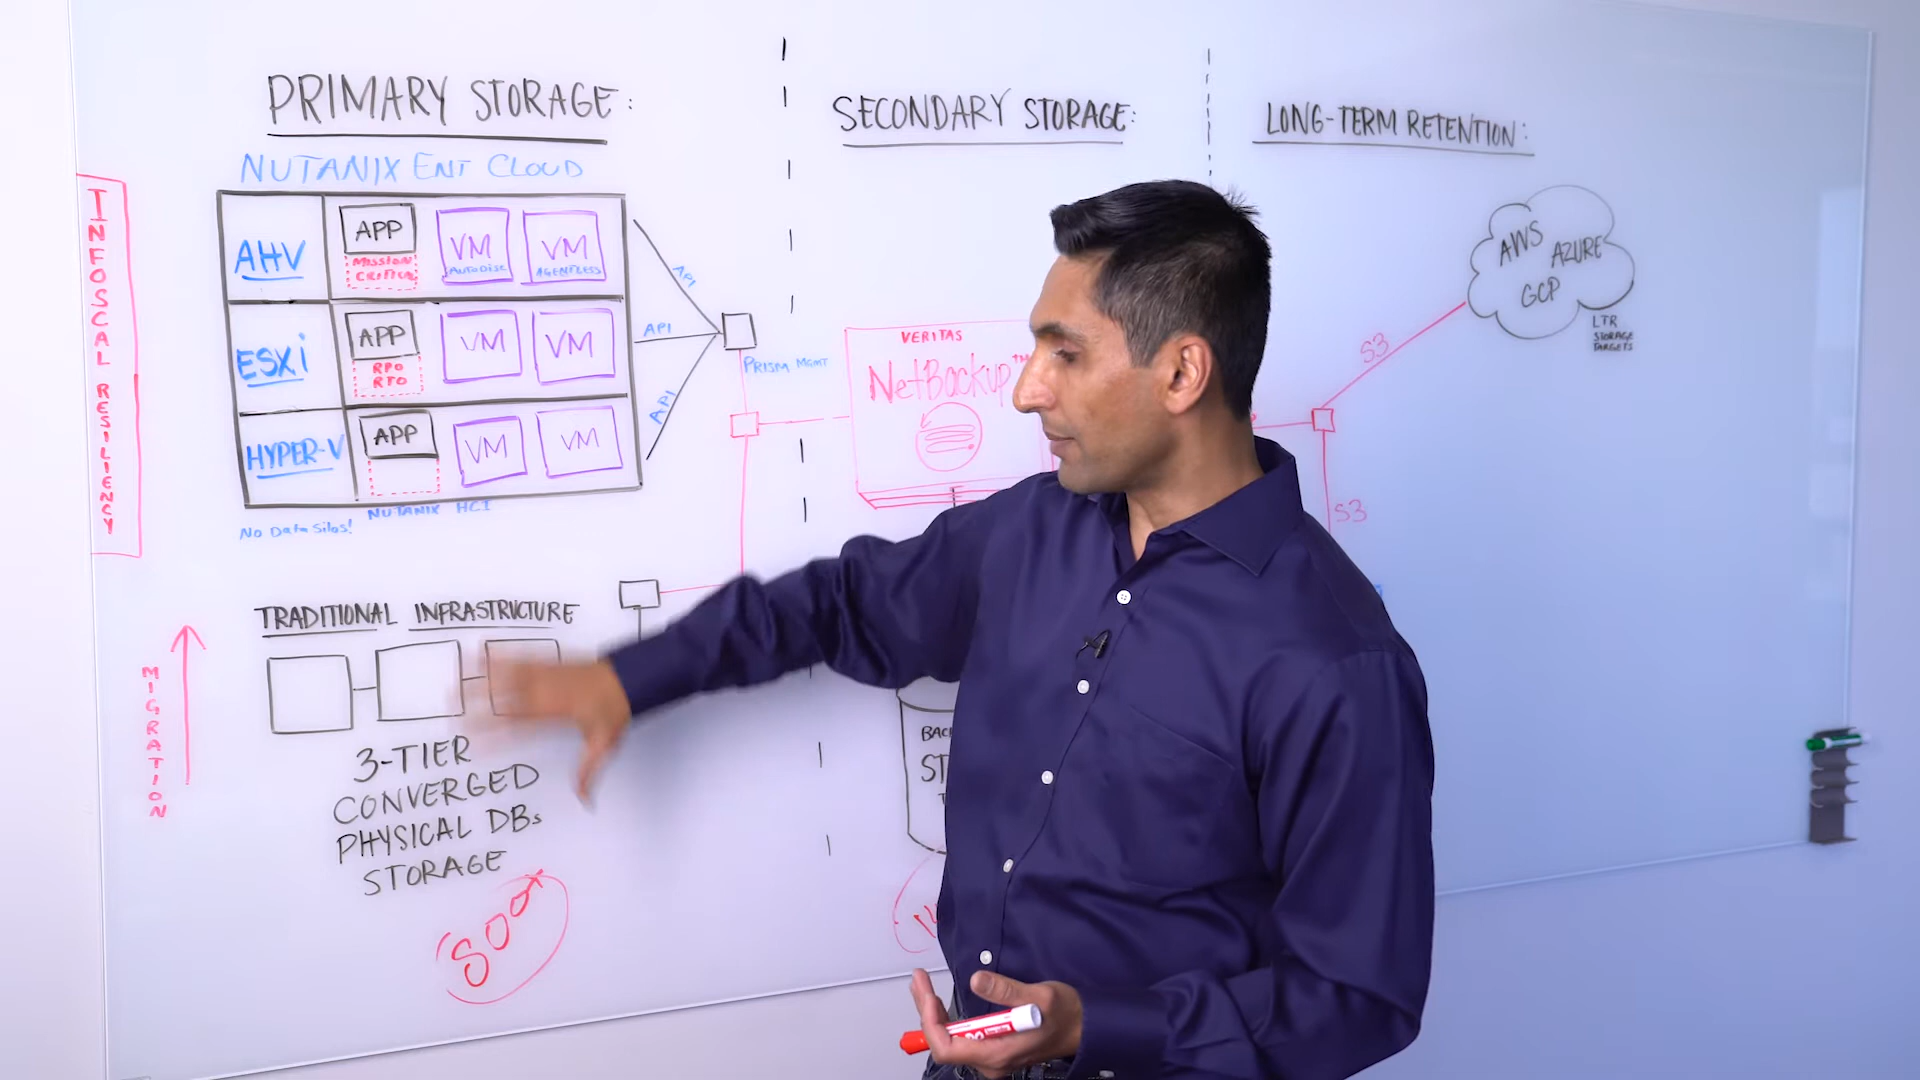 PRIMARY STORAGE:
NUTANIX ENT CLOUD
INFOSCAL RESILIENCY
AHV
APP
MISSION
CRITICAL
VM
AUTODISC
VM
AGENTLESS
ESXi
APP
RPO
RTO
VM
VM
HYPER-V
APP
VM
VM
NUTANIX HCI
No Data Silos!
API
API
API
PRISM MGMT
TRADITIONAL INFRASTRUCTURE
MIGRATION
3-TIER
CONVERGED
PHYSICAL DBs
STORAGE
800+
SECONDARY STORAGE:
VERITAS
NetBackup™
BAC
ST
T
LONG-TERM RETENTION:
AWS
AZURE
GCP
LTR
STORAGE
TARGETS
S3
S3